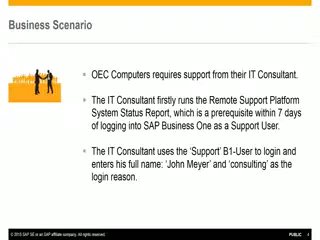 Business Scenario
OEC Computers requires support from their IT Consultant.
The IT Consultant firstly runs the Remote Support Platform
System Status Report, which is a prerequisite within 7 days
of logging into SAP Business One as a Support User.
The IT Consultant uses the ‘Support’ B1-User to login and
enters his full name: ‘John Meyer’ and ‘consulting’ as the
login reason.
© 2015 SAP SE or an SAP affiliate company. All rights reserved. PUBLIC 4